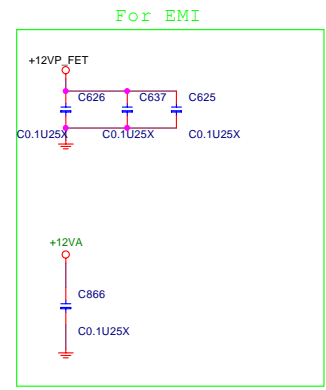 For EMI
+12VP_FET
C626 C637 C625
C0.1U25X C0.1U25X C0.1U25X
+12VA
C866
C0.1U25X